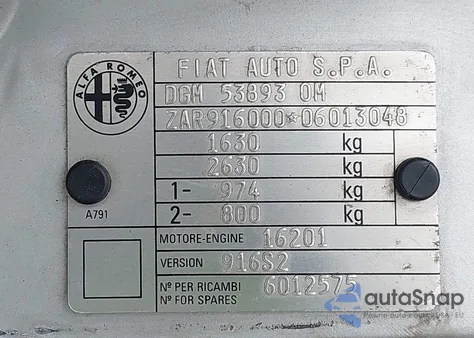 ALFA ROMEO
FIAT AUTO S.P.A.
DGM 53893 OM
ZAR916000*06013048
1630 kg
2630 kg
1- 974 kg
2- 800 kg
A791
MOTORE-ENGINE 16201
VERSION 916S2
Nº PER RICAMBI
Nº FOR SPARES 6012575
autoSnap